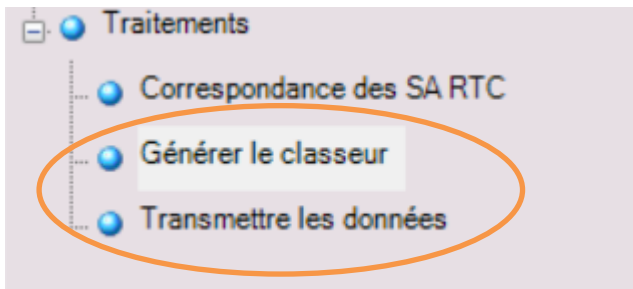 Traitements
Correspondance des SA RTC
Générer le classeur
Transmettre les données